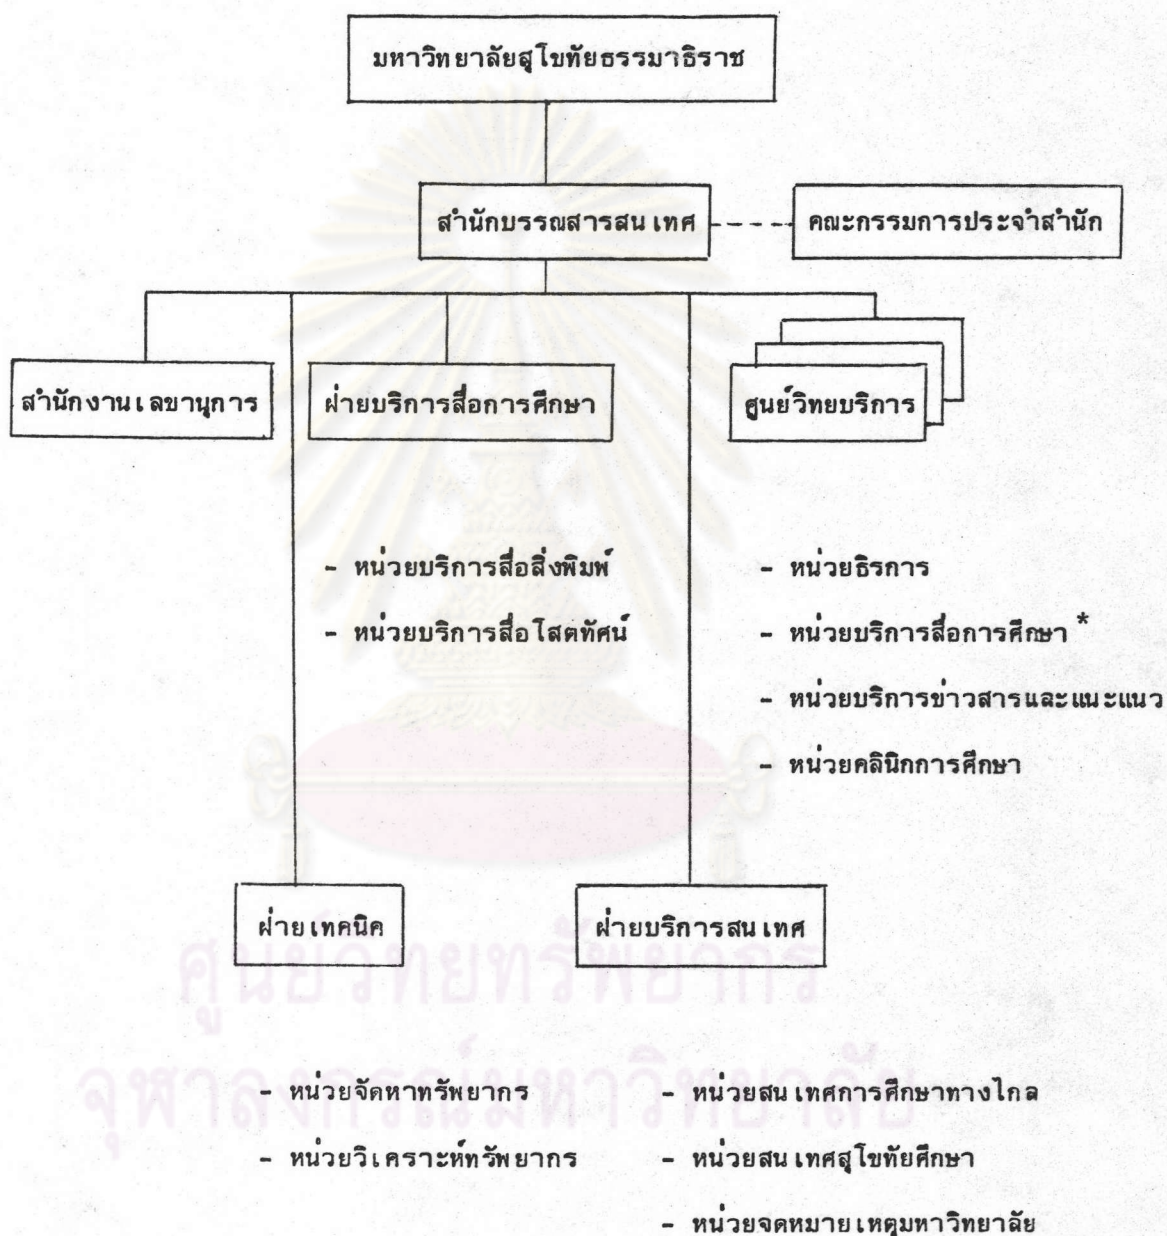 มหาวิทยาลัยสุโขทัยธรรมาธิราช
สำนักบรรณสารสนเทศ
คณะกรรมการประจำสำนัก
สำนักงานเลขานุการ
ฝ่ายบริการสื่อการศึกษา
ศูนย์วิทยบริการ
- หน่วยบริการสื่อสิ่งพิมพ์
- หน่วยบริการสื่อโสตทัศน์
- หน่วยธิรการ
- หน่วยบริการสื่อการศึกษา *
- หน่วยบริการข่าวสารและแนะแนว
- หน่วยคลินิกการศึกษา
ฝ่ายเทคนิค
ฝ่ายบริการสนเทศ
ศูนย์วิทยทรัพยากร
จุฬาลงกรณ์มหาวิทยาลัย
- หน่วยจัดหาทรัพยากร
- หน่วยวิเคราะห์ทรัพยากร
- หน่วยสนเทศการศึกษาทางไกล
- หน่วยสนเทศสุโขทัยศึกษา
- หน่วยจดหมายเหตุมหาวิทยาลัย